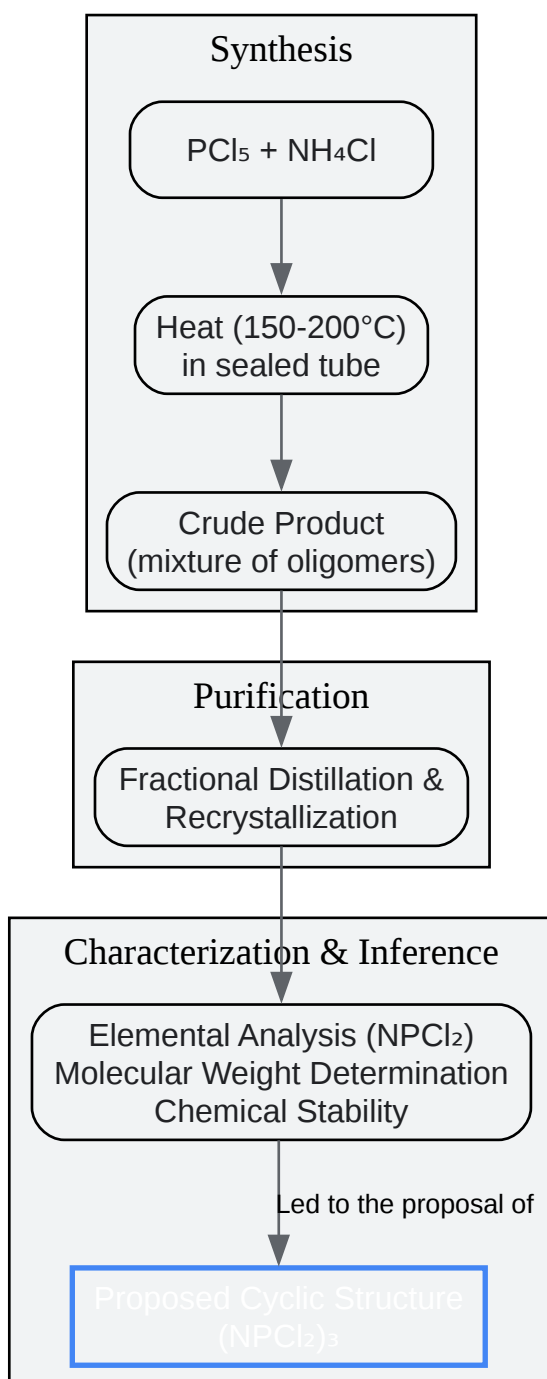 Synthesis
PCl₅ + NH₄Cl
Heat (150-200°C)
in sealed tube
Crude Product
(mixture of oligomers)
Purification
Fractional Distillation &
Recrystallization
Characterization & Inference
Elemental Analysis (NPCl₂)
Molecular Weight Determination
Chemical Stability
Led to the proposal of
Proposed Cyclic Structure
(NPCl₂)₃